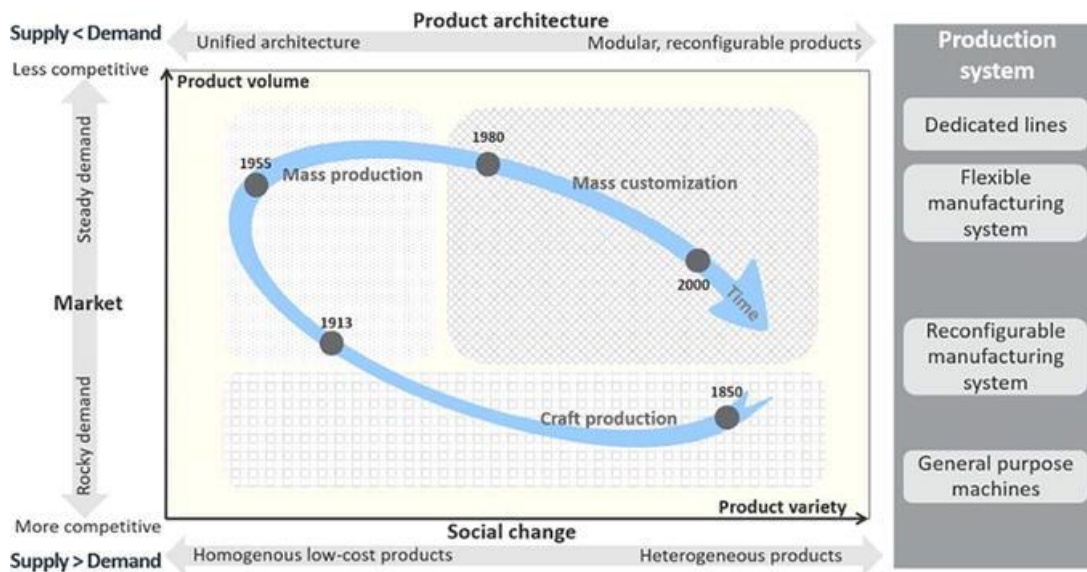 Product architecture
Supply < Demand
Unified architecture
Modular, reconfigurable products
Less competitive
Product volume
Steady demand
Market
Rocky demand
More competitive
Supply > Demand
1955
Mass production
1980
Mass customization
2000
Time
1913
1850
Craft production
Product variety
Social change
Homogenous low-cost products
Heterogeneous products
Production
system
Dedicated lines
Flexible
manufacturing
system
Reconfigurable
manufacturing
system
General purpose
machines